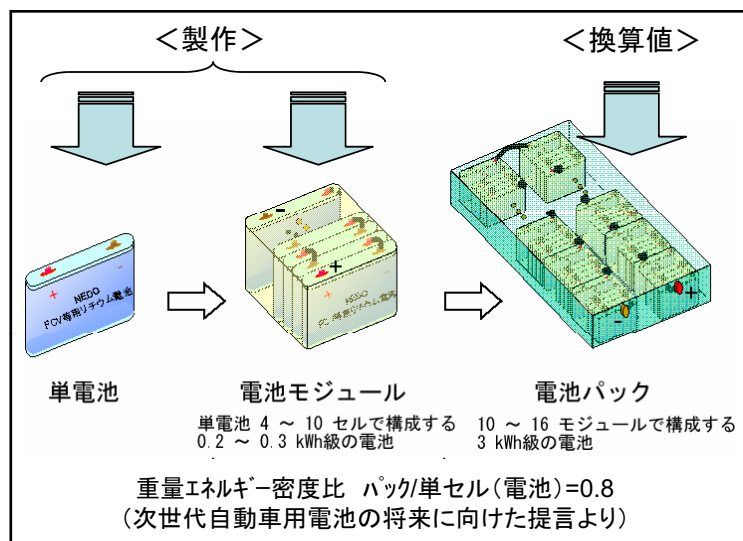 ＜製作＞
＜換算値＞
NEDO
FCV等用リチウム電池
NEDO
単電池
電池モジュール
電池パック
単電池 4 ～ 10 セルで構成する
0.2 ～ 0.3 kWh級の電池
10 ～ 16 モジュールで構成する
3 kWh級の電池
重量ｴﾈﾙｷﾞｰ密度比 ﾊﾟｯｸ/単セル(電池)=0.8
(次世代自動車用電池の将来に向けた提言より)